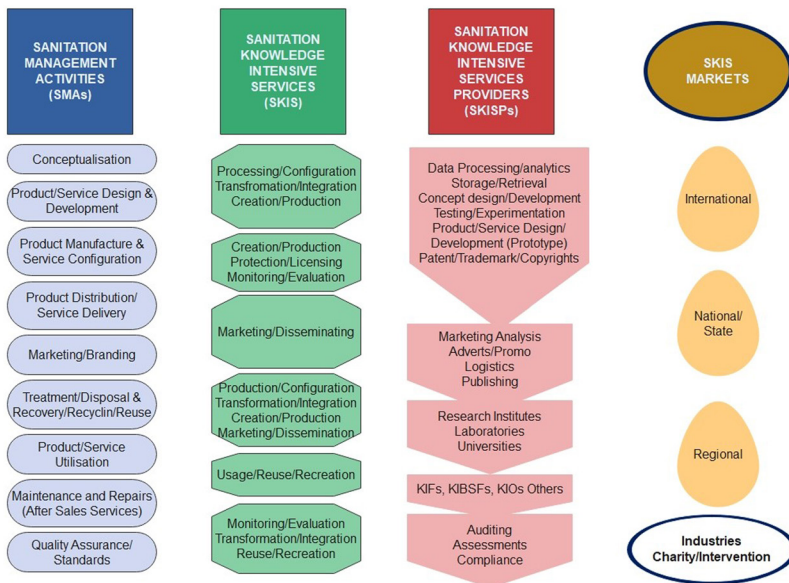 SANITATION
MANAGEMENT
ACTIVITIES
(SMAs)
Conceptualisation
Product/Service Design &
Development
Product Manufacture &
Service Configuration
Product Distribution/
Service Delivery
Marketing/Branding
Treatment/Disposal &
Recovery/Recyclin/Reuse
Product/Service
Utilisation
Maintenance and Repairs
(After Sales Services)
Quality Assurance/
Standards
SANITATION
KNOWLEDGE
INTENSIVE
SERVICES
(SKIS)
Processing/Configuration
Transfromation/Integration
Creation/Production
Creation/Production
Protection/Licensing
Monitoring/Evaluation
Marketing/Disseminating
Production/Configuration
Transformation/Integration
Creation/Production
Marketing/Dissemination
Usage/Reuse/Recreation
Monitoring/Evaluation
Transformation/Integration
Reuse/Recreation
SANITATION
KNOWLEDGE
INTENSIVE
SERVICES
PROVIDERS
(SKISPs)
Data Processing/analytics
Storage/Retrieval
Concept design/Development
Testing/Experimentation
Product/Service Design/
Development (Prototype)
Patent/Trademark/Copyrights
Marketing Analysis
Adverts/Promo
Logistics
Publishing
Research Institutes
Laboratories
Universities
KIFs, KIBSFs, KIOs Others
Auditing
Assessments
Compliance
SKIS
MARKETS
International
National/
State
Regional
Industries
Charity/Intervention